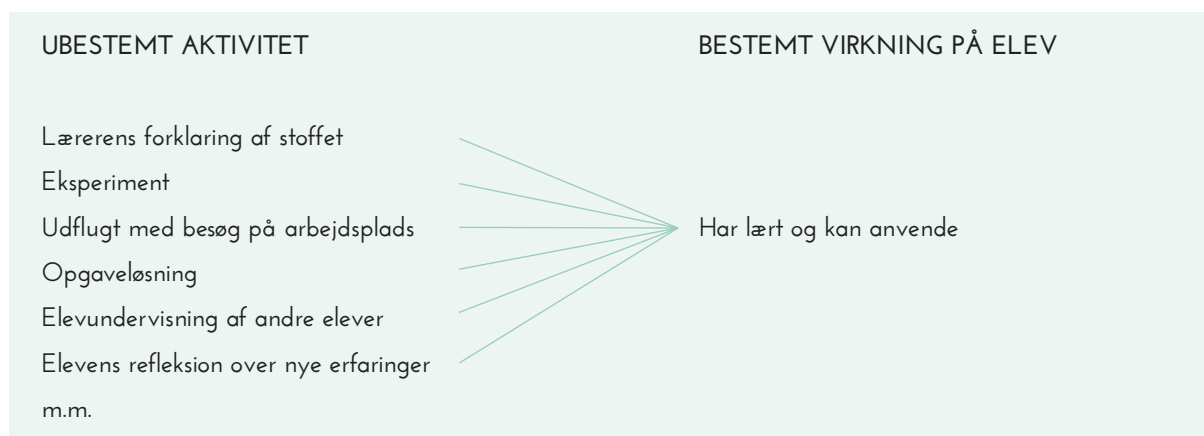 UBESTEMT AKTIVITET
BESTEMT VIRKNING PÅ ELEV
Lærerens forklaring af stoffet
Eksperiment
Udflugt med besøg på arbejdsplads
Opgaveløsning
Elevundervisning af andre elever
Elevens refleksion over nye erfaringer
m.m.
Har lært og kan anvende